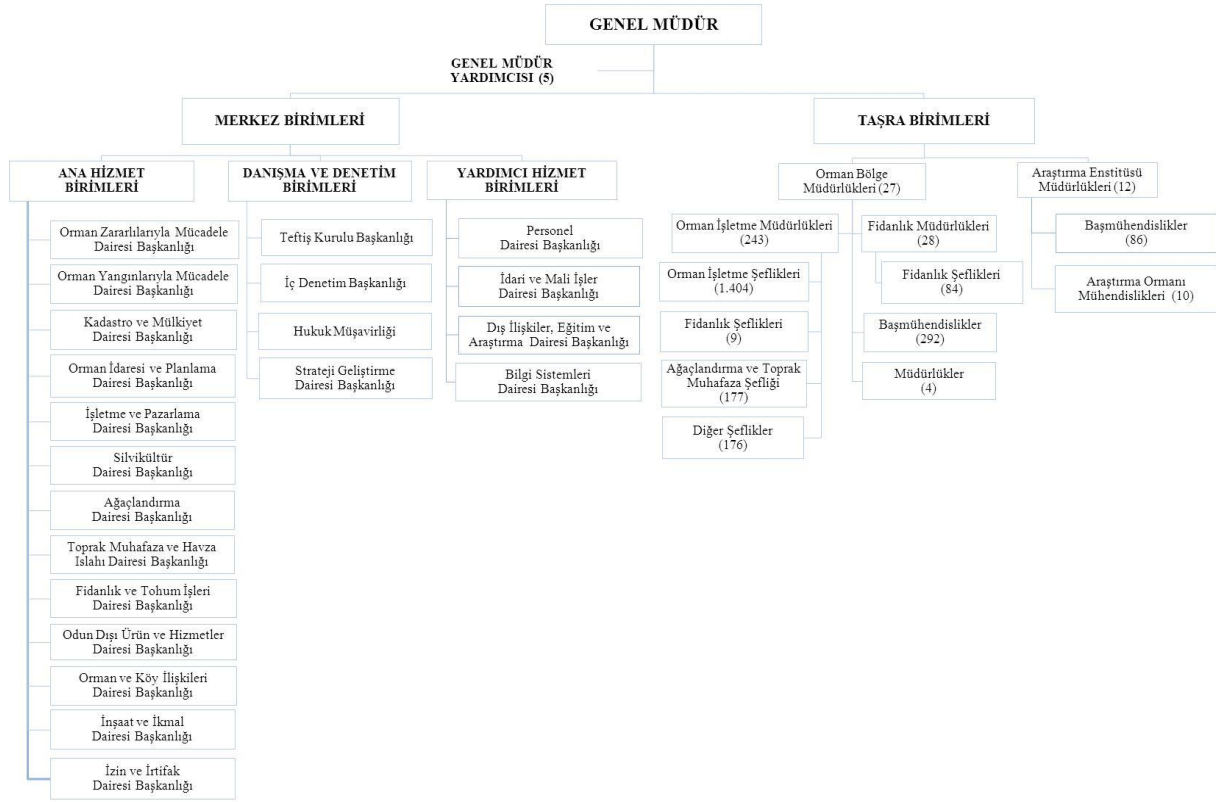 GENEL MÜDÜR
GENEL MÜDÜR
YARDIMCISI (5)
MERKEZ BİRİMLERİ
ANA HİZMET
BİRİMLERİ
Orman Zararlılarıyla Mücadele
Dairesi Başkanlığı
Orman Yangınlarıyla Mücadele
Dairesi Başkanlığı
Kadastro ve Mülkiyet
Dairesi Başkanlığı
Orman İdaresi ve Planlama
Dairesi Başkanlığı
İşletme ve Pazarlama
Dairesi Başkanlığı
Silvikültür
Dairesi Başkanlığı
Ağaçlandırma
Dairesi Başkanlığı
Toprak Muhafaza ve Havza
Islahı Dairesi Başkanlığı
Fidanlık ve Tohum İşleri
Dairesi Başkanlığı
Odun Dışı Ürün ve Hizmetler
Dairesi Başkanlığı
Orman ve Köy İlişkileri
Dairesi Başkanlığı
İnşaat ve İkmal
Dairesi Başkanlığı
İzin ve İrtifak
Dairesi Başkanlığı
DANIŞMA VE DENETİM
BİRİMLERİ
Teftiş Kurulu Başkanlığı
İç Denetim Başkanlığı
Hukuk Müşavirliği
Strateji Geliştirme
Dairesi Başkanlığı
YARDIMCI HİZMET
BİRİMLERİ
Personel
Dairesi Başkanlığı
İdari ve Mali İşler
Dairesi Başkanlığı
Dış İlişkiler, Eğitim ve
Araştırma Dairesi Başkanlığı
Bilgi Sistemleri
Dairesi Başkanlığı
TAŞRA BİRİMLERİ
Orman Bölge
Müdürlükleri (27)
Orman İşletme Müdürlükleri
(243)
Orman İşletme Şeflikleri
(1.404)
Fidanlık Şeflikleri
(9)
Ağaçlandırma ve Toprak
Muhafaza Şefliği
(177)
Diğer Şeflikler
(176)
Fidanlık Müdürlükleri
(28)
Fidanlık Şeflikleri
(84)
Başmühendislikler
(292)
Müdürlükler
(4)
Araştırma Enstitüsü
Müdürlükleri (12)
Başmühendislikler
(86)
Araştırma Ormanı
Mühendislikleri (10)